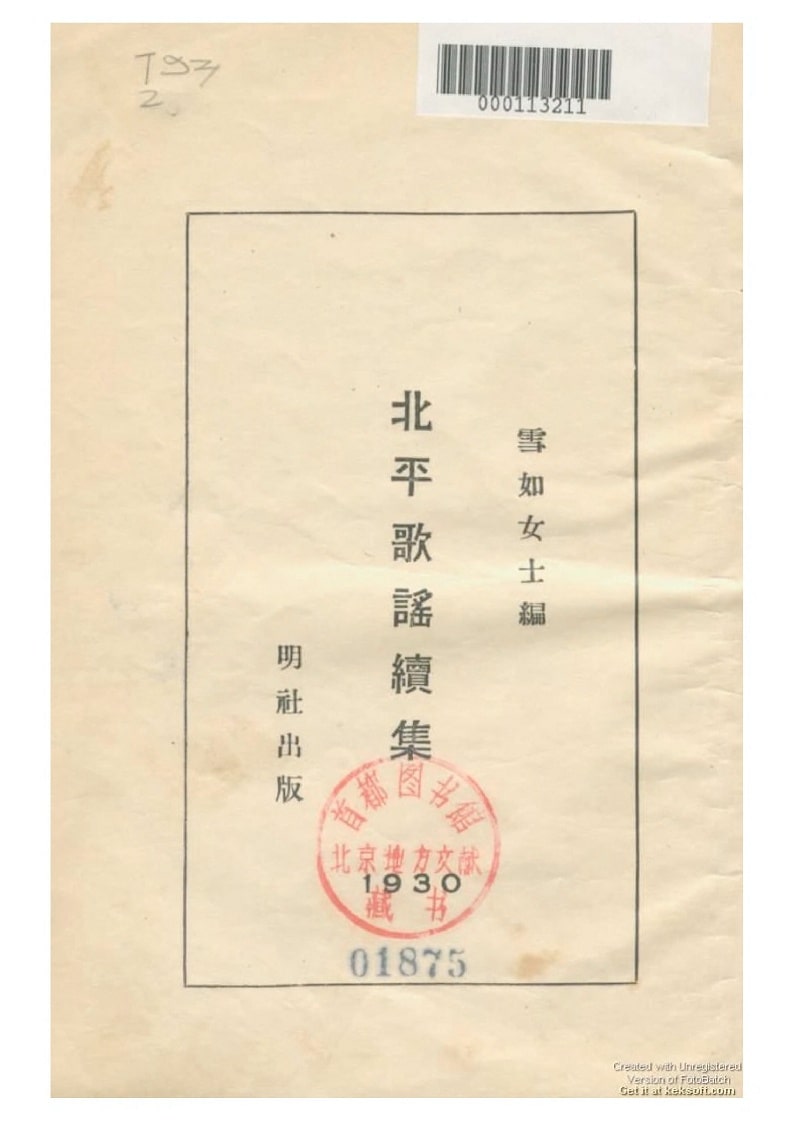 T93
2
000113211
雪如女士編
北平歌謠續集
明社出版
首都图书馆
北京地方文献
1930
藏书
01875
Created with Unregistered
Version of FotoBatch
Get it at keksoft.com